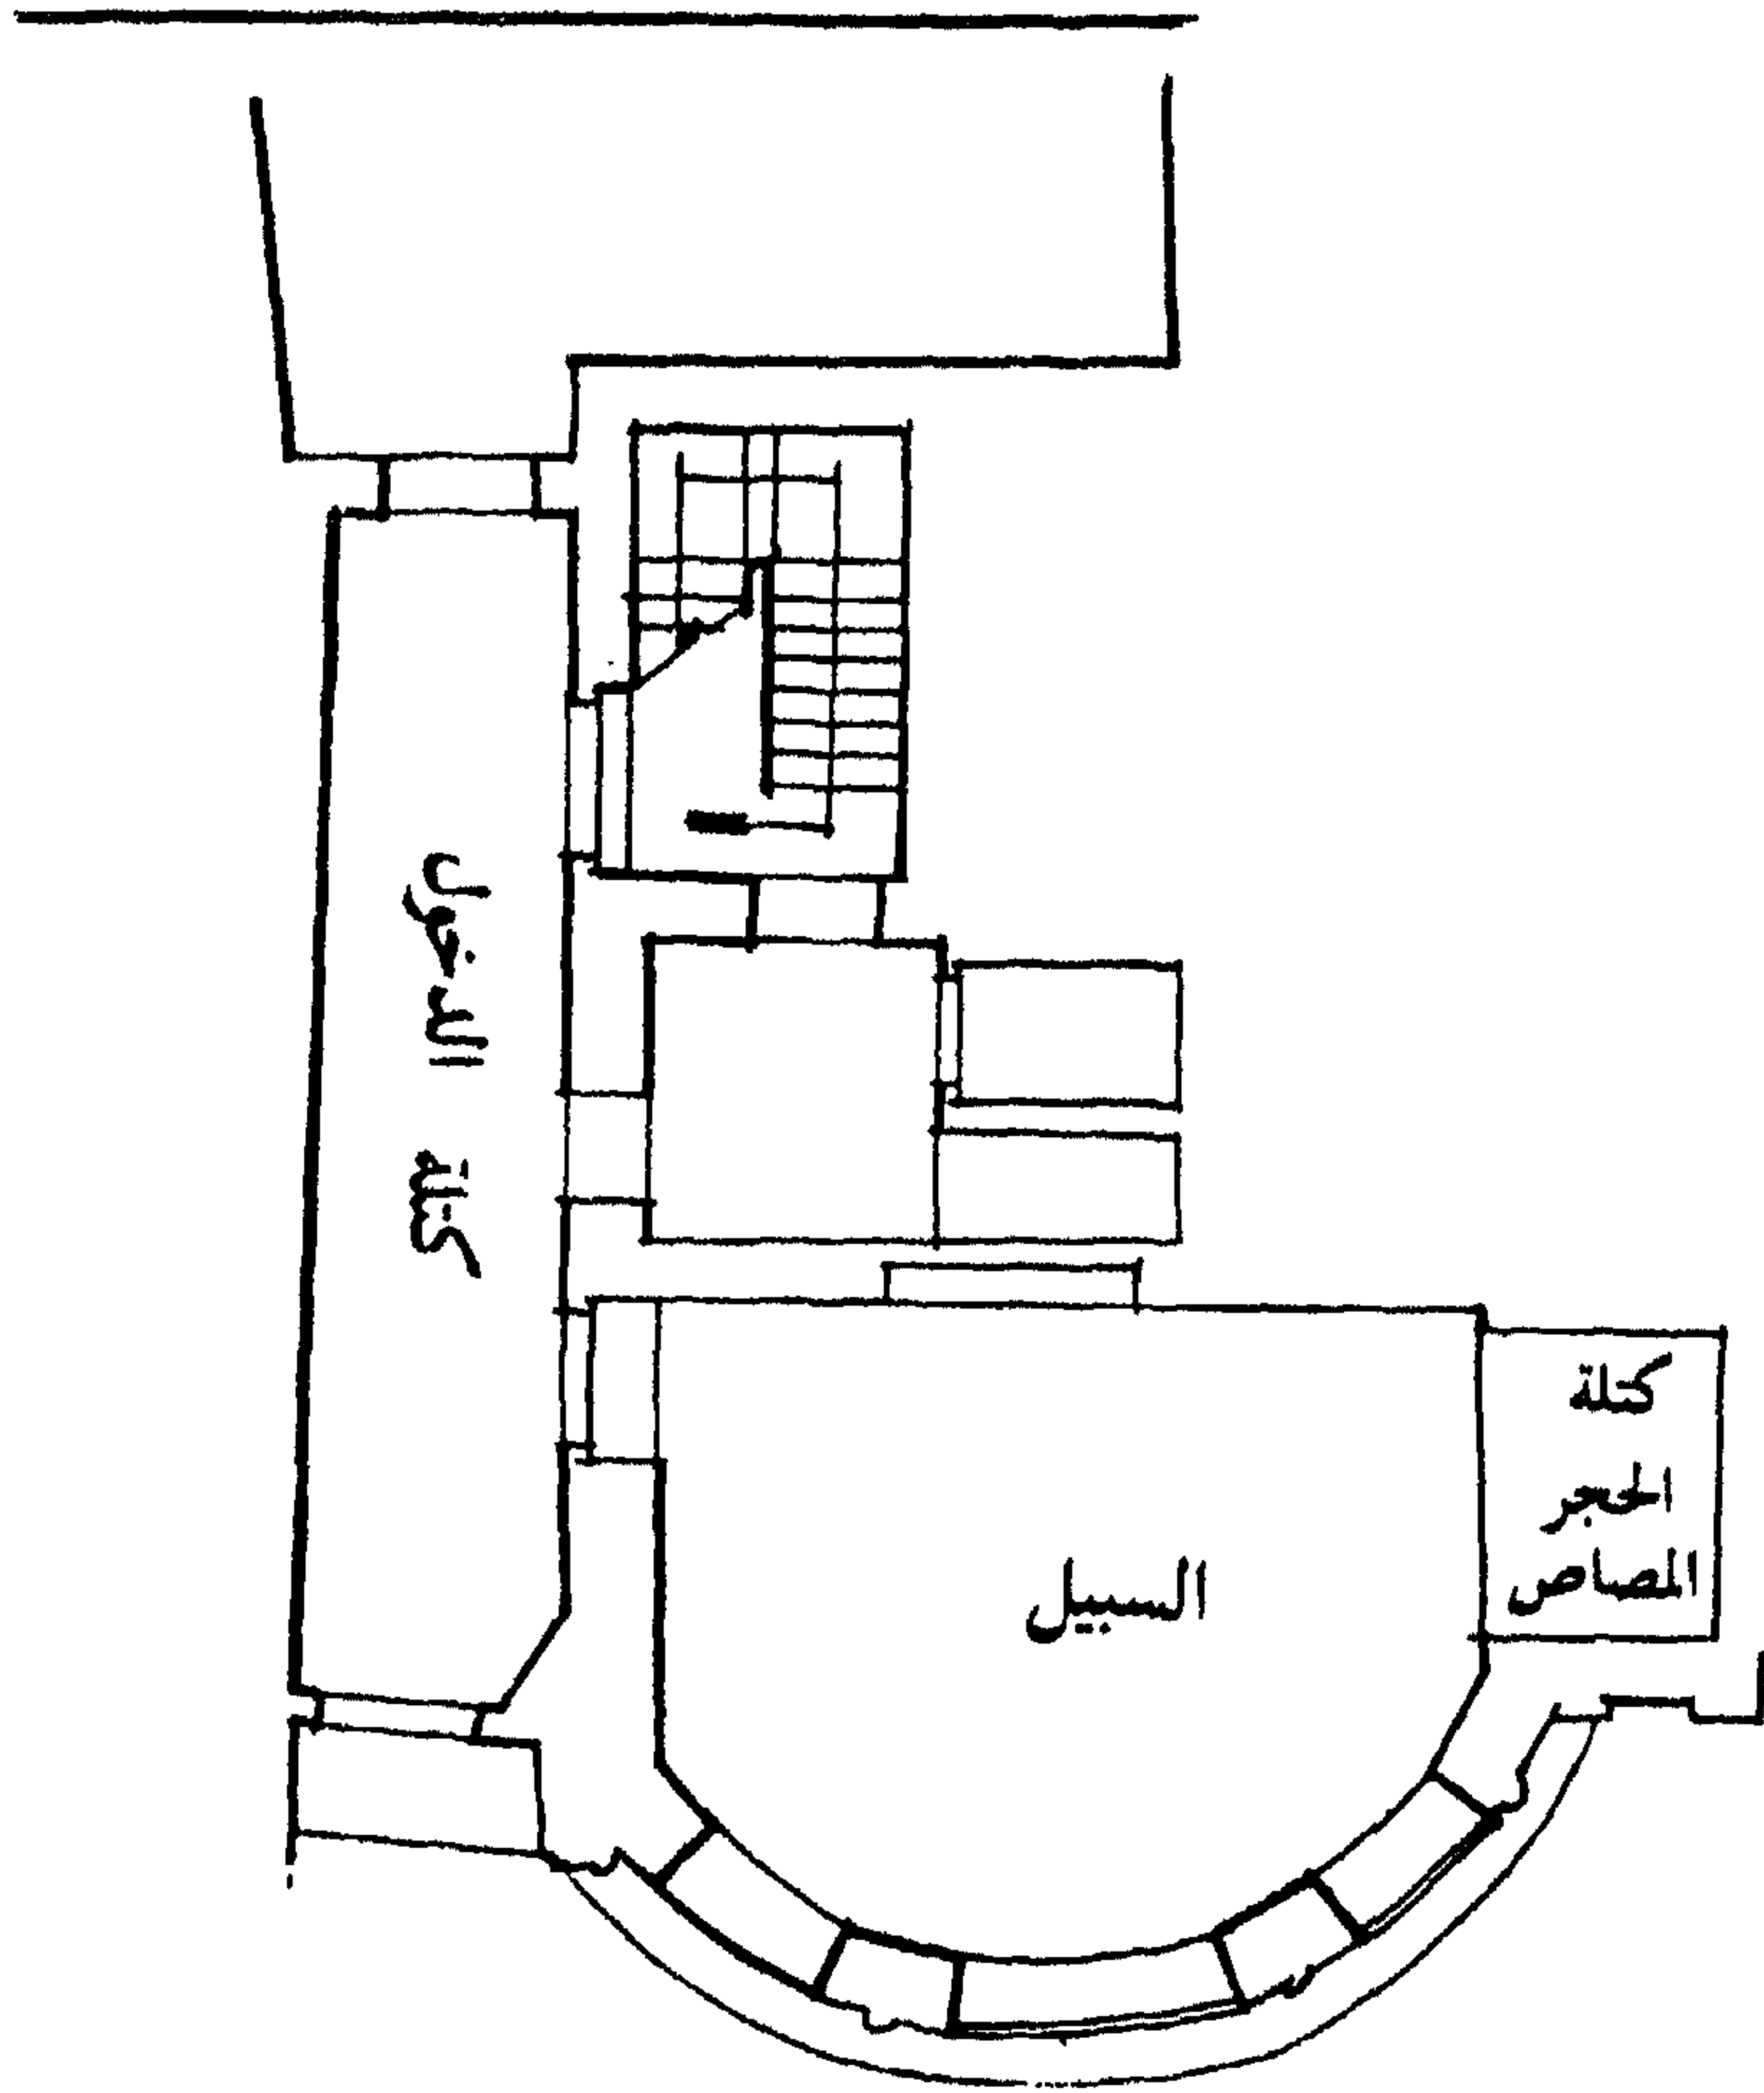 كتلة الدخول
كتلة
الحجر
المصاص
السبيل